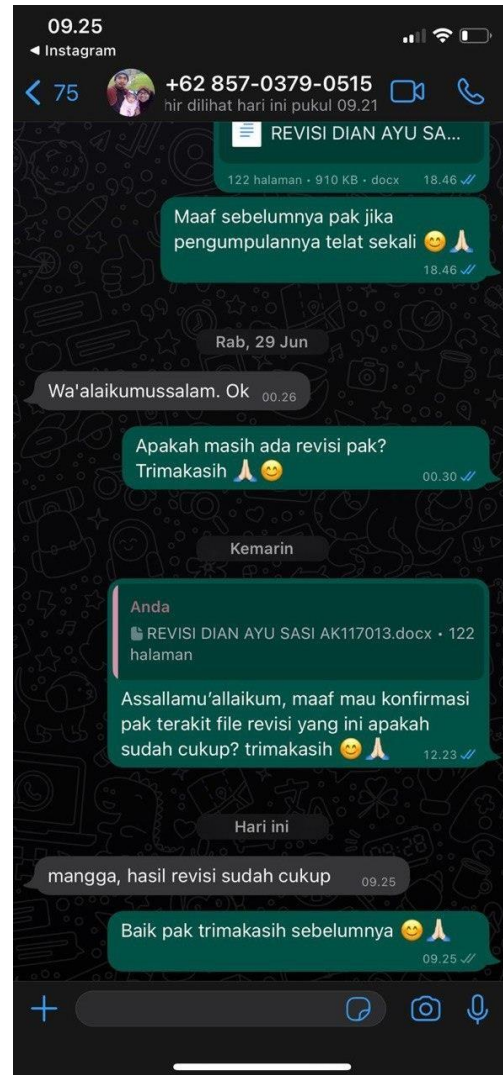 09.25
◀ Instagram
75
+62 857-0379-0515
hir dilihat hari ini pukul 09.21
REVISI DIAN AYU SA...
122 halaman • 910 KB • docx 18.46
Maaf sebelumnya pak jika
pengumpulannya telat sekali 😊🙏🏻
18.46
Rab, 29 Jun
Wa'alaikumussalam. Ok 00.26
Apakah masih ada revisi pak?
Trimakasih 🙏🏻😊
00.30
Kemarin
Anda
REVISI DIAN AYU SASI AK117013.docx • 122
halaman
Assallamu'allaikum, maaf mau konfirmasi
pak terakit file revisi yang ini apakah
sudah cukup? trimakasih 😊🙏🏻
12.23
Hari ini
mangga, hasil revisi sudah cukup 09.25
Baik pak trimakasih sebelumnya 😊🙏🏻
09.25